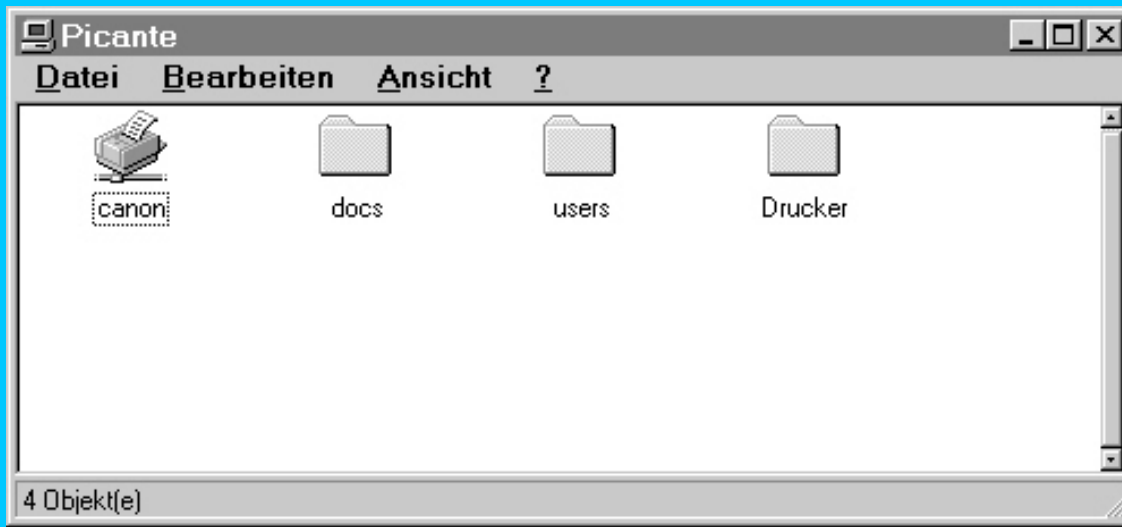 Picante
Datei Bearbeiten Ansicht ?
canon docs users Drucker
4 Objekt(e)